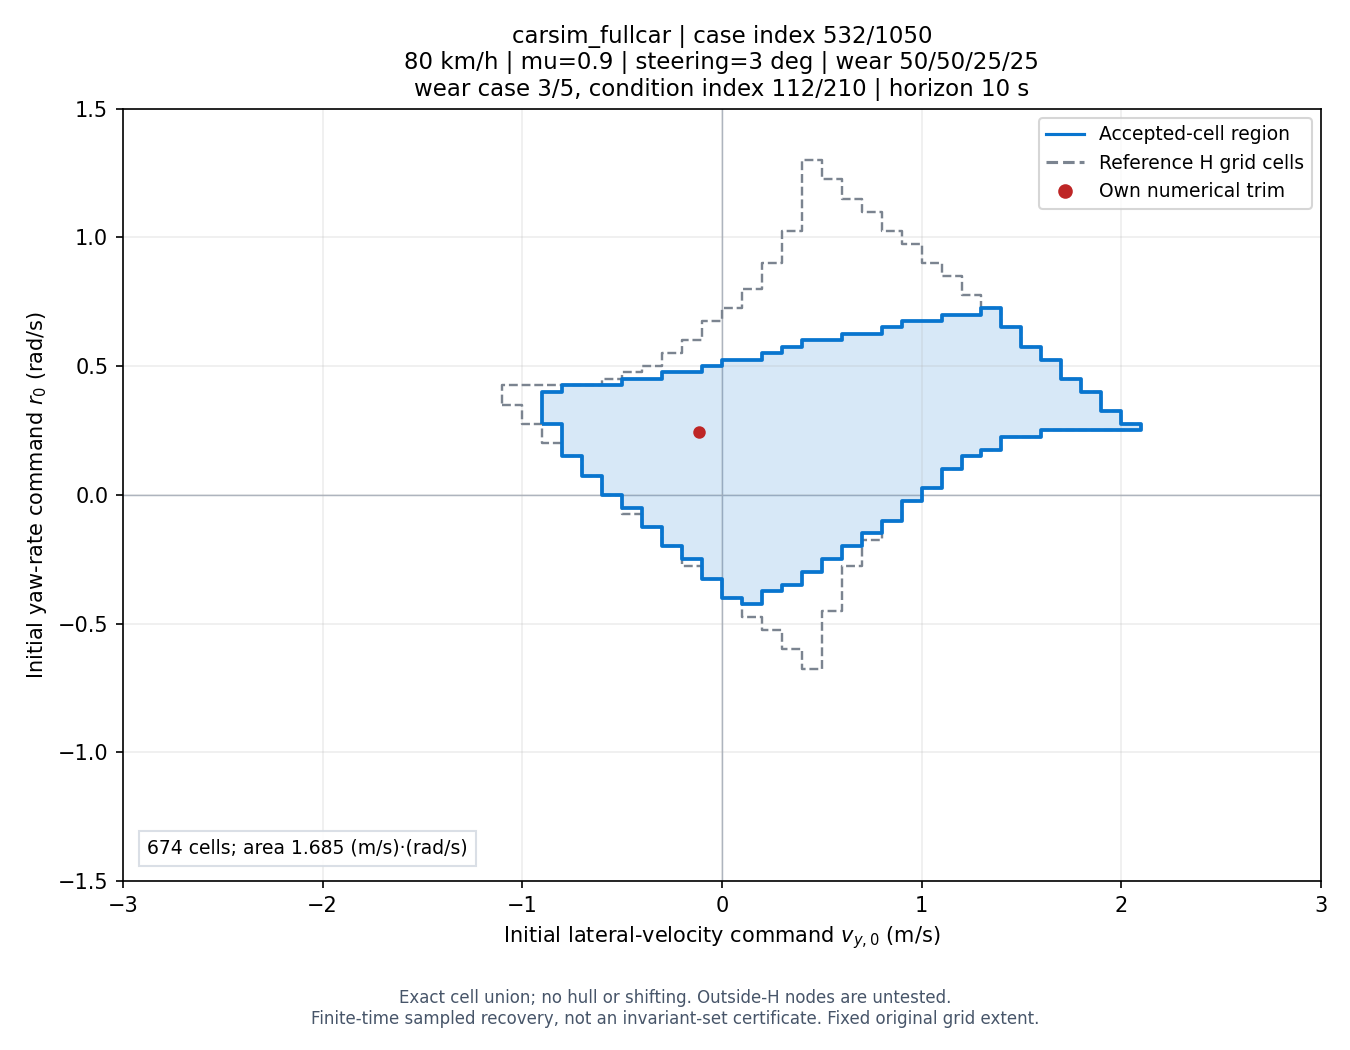 carsim_fullcar | case index 532/1050
80 km/h | mu=0.9 | steering=3 deg | wear 50/50/25/25
wear case 3/5, condition index 112/210 | horizon 10 s
Accepted-cell region
Reference H grid cells
Own numerical trim
1.5
1.0
0.5
0.0
−0.5
−1.0
−1.5
Initial yaw-rate command r₀ (rad/s)
674 cells; area 1.685 (m/s)·(rad/s)
−3
−2
−1
0
1
2
3
Initial lateral-velocity command v_{y,0} (m/s)
Exact cell union; no hull or shifting. Outside-H nodes are untested.
Finite-time sampled recovery, not an invariant-set certificate. Fixed original grid extent.